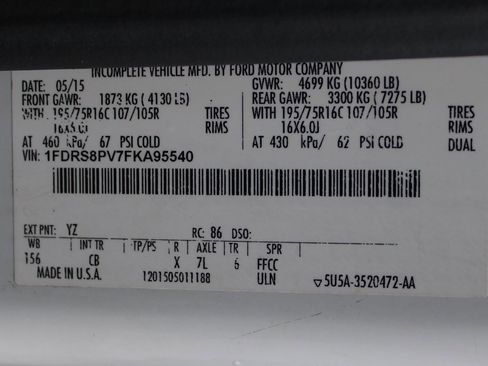 INCOMPLETE VEHICLE MFD. BY FORD MOTOR COMPANY
DATE: 05/15 GVWR: 4699 KG (10360 LB)
FRONT GAWR: 1873 KG ( 4130 LB) REAR GAWR: 3300 KG ( 7275 LB)
WITH 195/75R16C 107/105R TIRES WITH 195/75R16C 107/105R TIRES
16X6.0J RIMS 16X6.0J RIMS
AT 460 kPa/ 67 PSI COLD AT 430 kPa/ 62 PSI COLD DUAL
VIN: 1FDRS8PV7FKA95540
EXT PNT: YZ RC: 86 DSO:
WB INT TR TP/PS R AXLE TR SPR
156 CB X 7L 6 FFCC
MADE IN U.S.A. 1201505011188 ULN ▽5U5A-3520472-AA